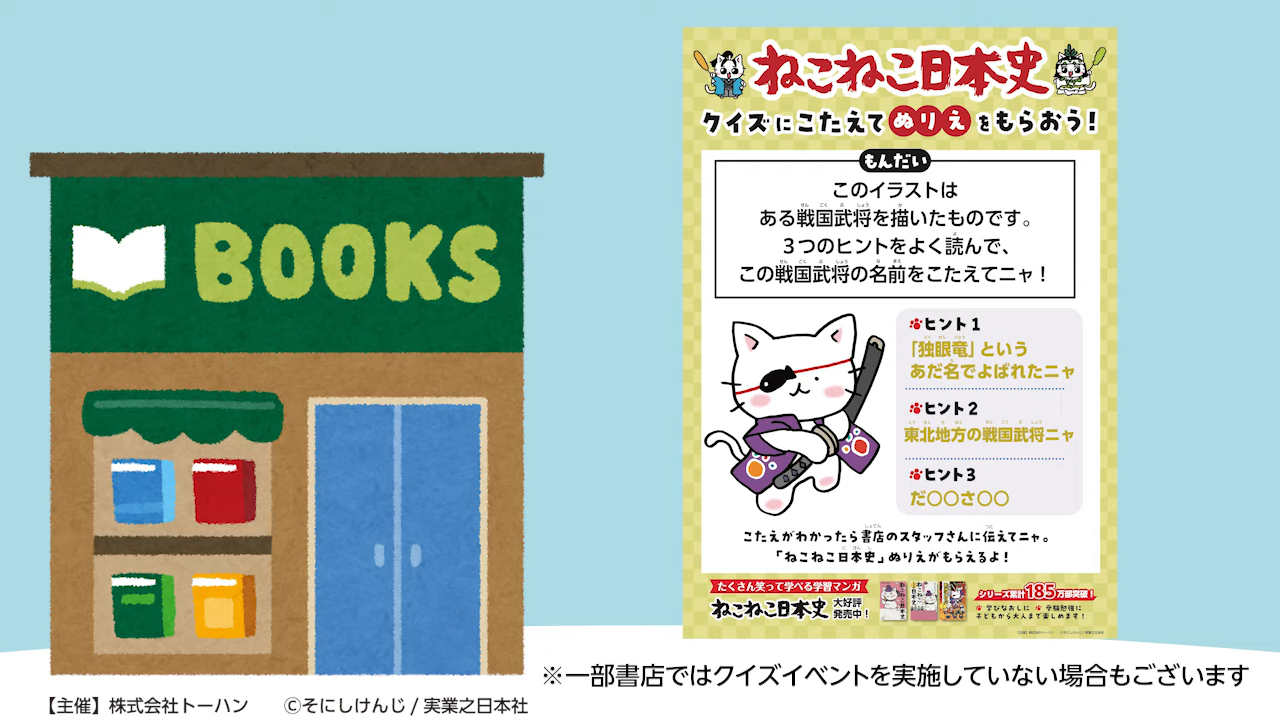 BOOKS
【主催】株式会社トーハン　©そにしけんじ / 実業之日本社
ねこねこ日本史
クイズにこたえてぬりえをもらおう！
もんだい
このイラストは
ある戦国武将を描いたものです。
3つのヒントをよく読んで、
この戦国武将の名前をこたえてニャ！
ヒント1
「独眼竜」という
あだ名でよばれたニャ
ヒント2
東北地方の戦国武将ニャ
ヒント3
だ〇〇さ〇〇
こたえがわかったら書店のスタッフさんに伝えてニャ。
「ねこねこ日本史」ぬりえがもらえるよ！
たくさん笑って学べる学習マンガ
ねこねこ日本史 大好評発売中！
シリーズ累計185万部突破！
学びなおしに 受験勉強に
子どもから大人まで楽しめます！
※一部書店ではクイズイベントを実施していない場合もございます